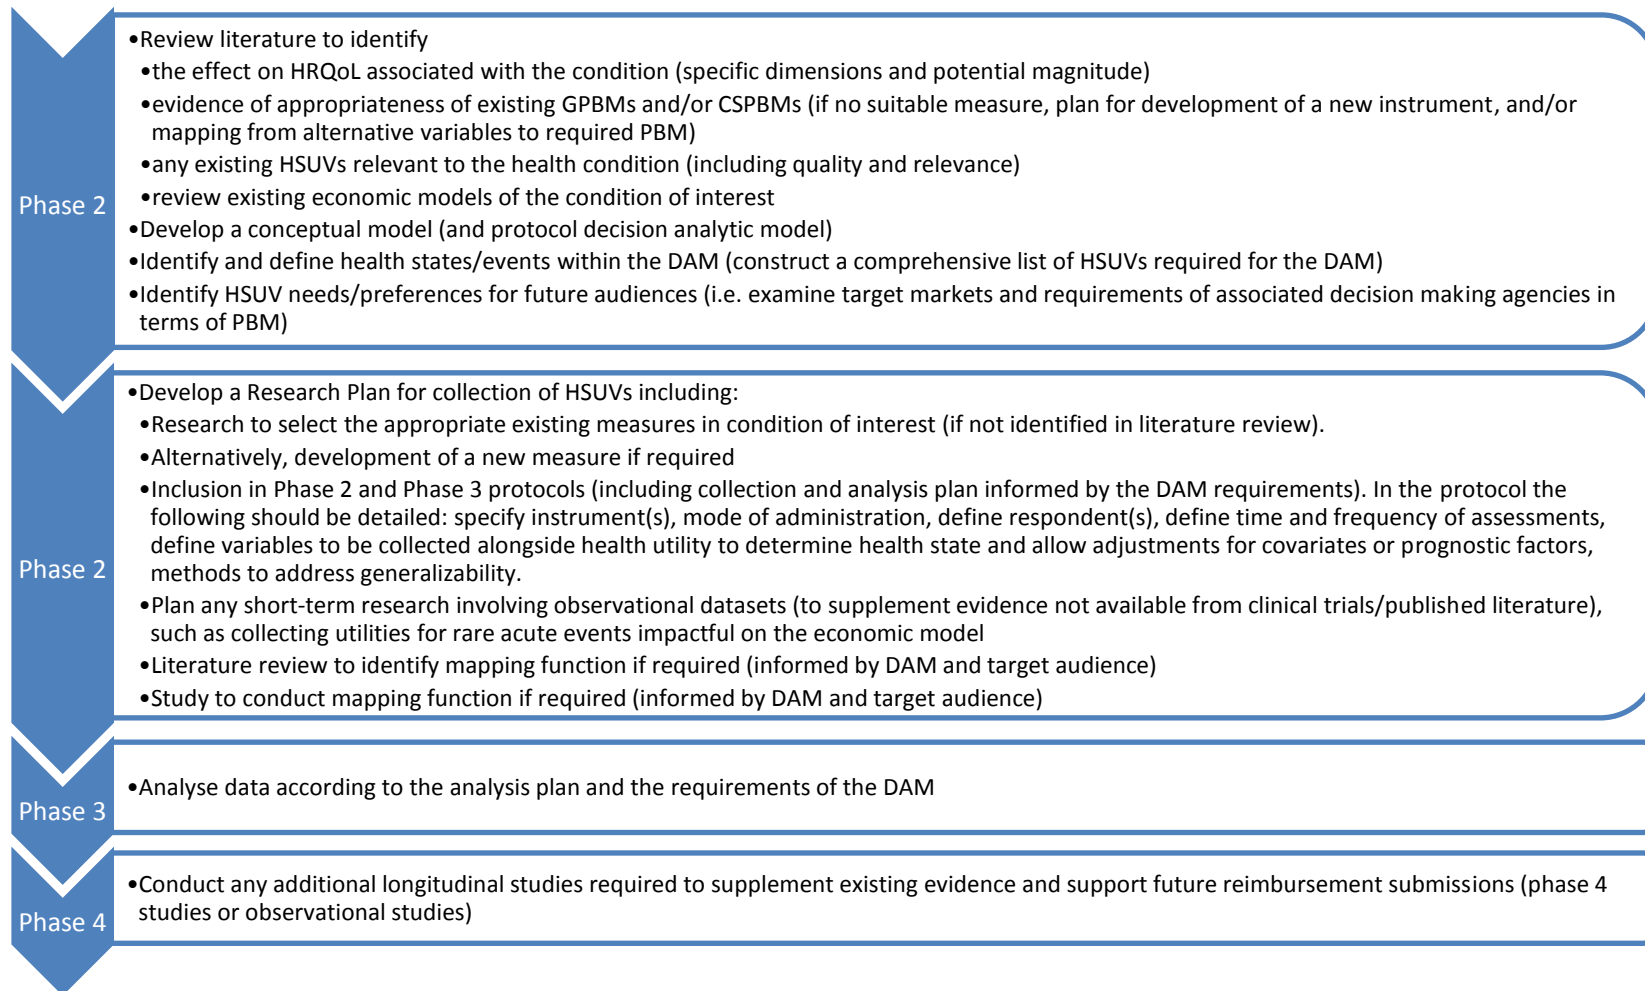 •Review literature to identify
•the effect on HRQoL associated with the condition (specific dimensions and potential magnitude)
•evidence of appropriateness of existing GPBMs and/or CSPBMs (if no suitable measure, plan for development of a new instrument, and/or
mapping from alternative variables to required PBM)
•any existing HSUVs relevant to the health condition (including quality and relevance)
•review existing economic models of the condition of interest
Phase 2
•Develop a conceptual model (and protocol decision analytic model)
•Identify and define health states/events within the DAM (construct a comprehensive list of HSUVs required for the DAM)
•Identify HSUV needs/preferences for future audiences (i.e. examine target markets and requirements of associated decision making agencies in
terms of PBM)
•Develop a Research Plan for collection of HSUVs including:
•Research to select the appropriate existing measures in condition of interest (if not identified in literature review).
•Alternatively, development of a new measure if required
•Inclusion in Phase 2 and Phase 3 protocols (including collection and analysis plan informed by the DAM requirements). In the protocol the
following should be detailed: specify instrument(s), mode of administration, define respondent(s), define time and frequency of assessments,
define variables to be collected alongside health utility to determine health state and allow adjustments for covariates or prognostic factors,
methods to address generalizability.
Phase 2
•Plan any short-term research involving observational datasets (to supplement evidence not available from clinical trials/published literature),
such as collecting utilities for rare acute events impactful on the economic model
•Literature review to identify mapping function if required (informed by DAM and target audience)
•Study to conduct mapping function if required (informed by DAM and target audience)
•Analyse data according to the analysis plan and the requirements of the DAM
Phase 3
•Conduct any additional longitudinal studies required to supplement existing evidence and support future reimbursement submissions (phase 4
studies or observational studies)
Phase 4